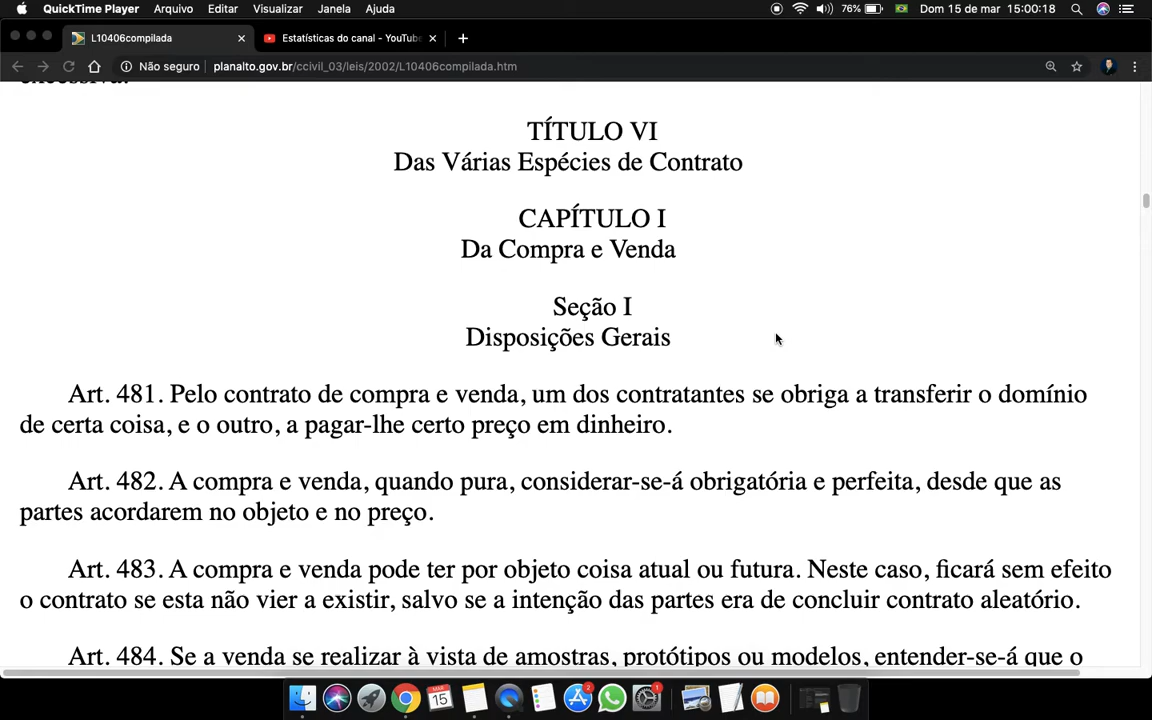 QuickTime Player Arquivo Editar Visualizar Janela Ajuda 76% Dom 15 de mar 15:00:18
L10406compilada Estatísticas do canal - YouTube
Não seguro planalto.gov.br/ccivil_03/leis/2002/L10406compilada.htm
excessiva.
TÍTULO VI
Das Várias Espécies de Contrato
CAPÍTULO I
Da Compra e Venda
Seção I
Disposições Gerais
Art. 481. Pelo contrato de compra e venda, um dos contratantes se obriga a transferir o domínio
de certa coisa, e o outro, a pagar-lhe certo preço em dinheiro.
Art. 482. A compra e venda, quando pura, considerar-se-á obrigatória e perfeita, desde que as
partes acordarem no objeto e no preço.
Art. 483. A compra e venda pode ter por objeto coisa atual ou futura. Neste caso, ficará sem efeito
o contrato se esta não vier a existir, salvo se a intenção das partes era de concluir contrato aleatório.
Art. 484. Se a venda se realizar à vista de amostras, protótipos ou modelos, entender-se-á que o
MAR
15
2
1